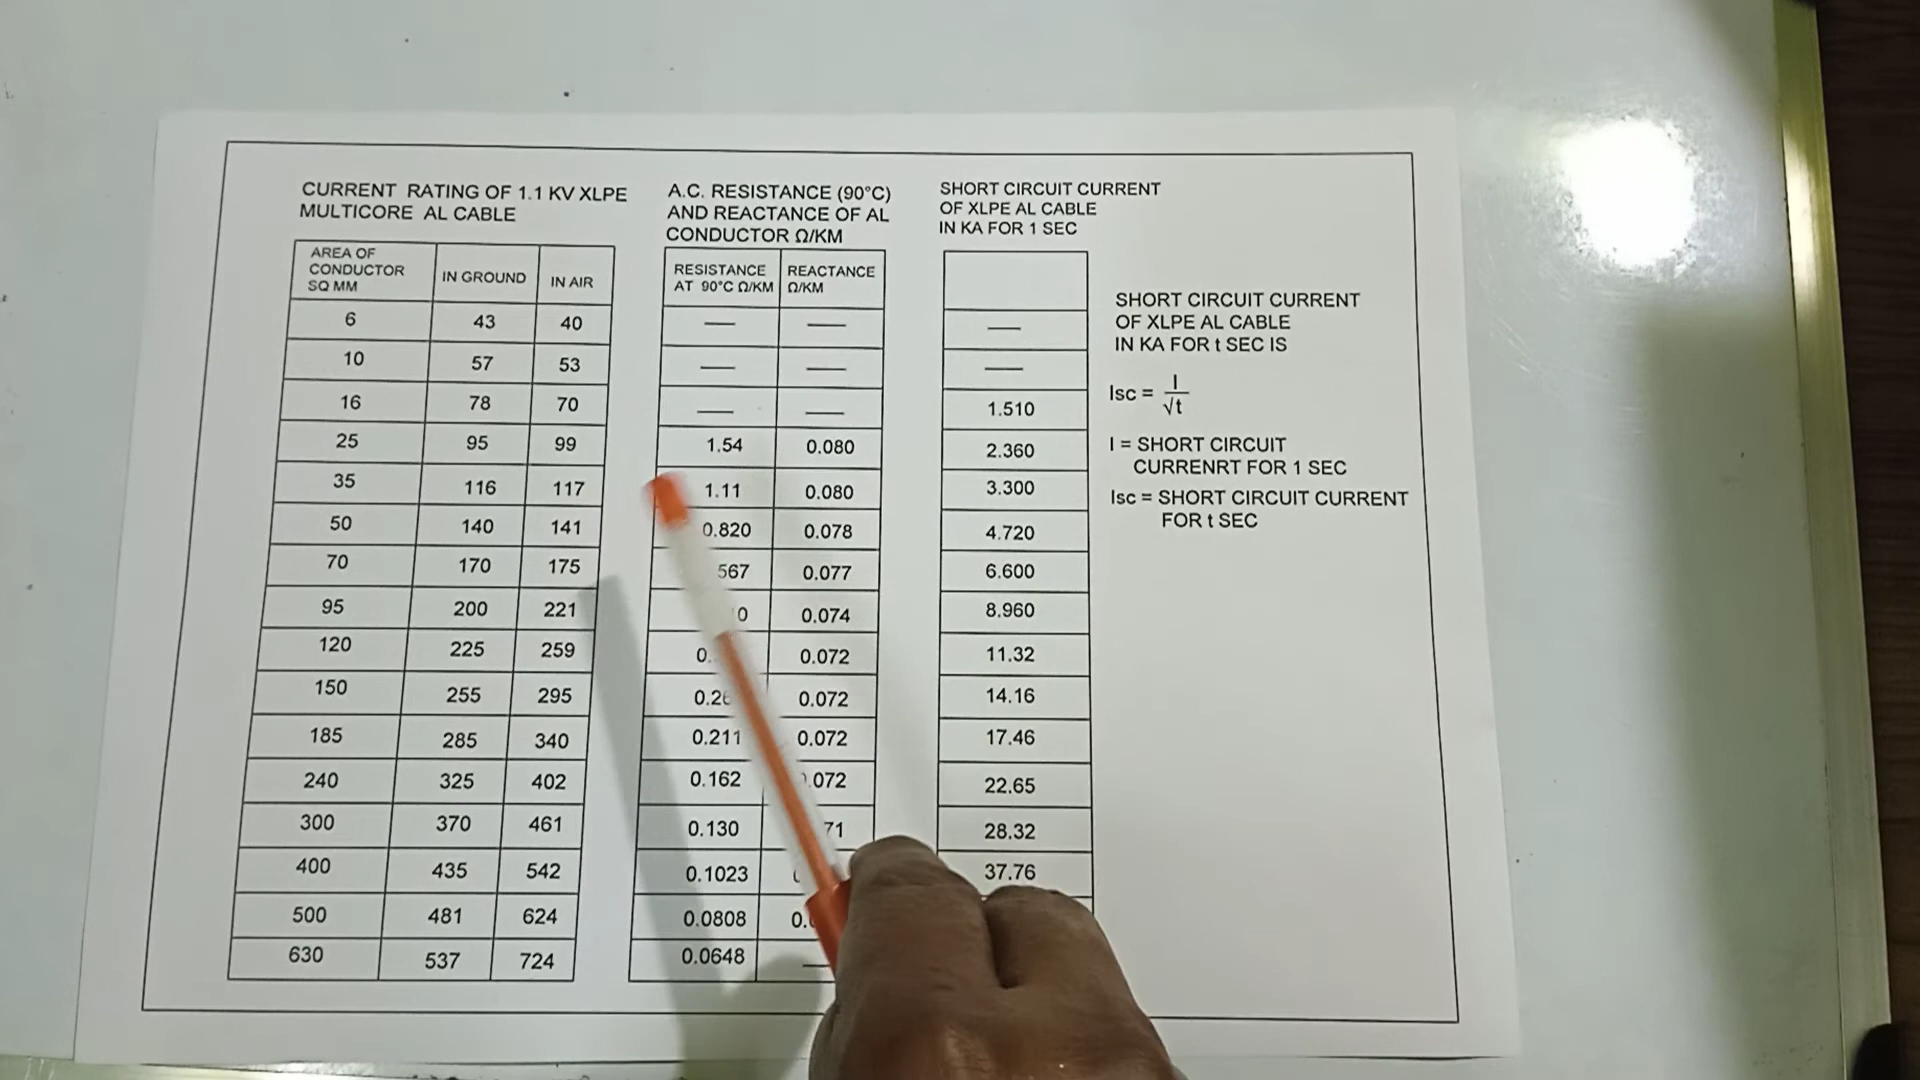 CURRENT RATING OF 1.1 KV XLPE
MULTICORE AL CABLE
AREA OF
CONDUCTOR
SQ MM
IN GROUND
IN AIR
6 43 40
10 57 53
16 78 70
25 95 99
35 116 117
50 140 141
70 170 175
95 200 221
120 225 259
150 255 295
185 285 340
240 325 402
300 370 461
400 435 542
500 481 624
630 537 724
A.C. RESISTANCE (90°C)
AND REACTANCE OF AL
CONDUCTOR Ω/KM
RESISTANCE
AT 90°C Ω/KM
REACTANCE
Ω/KM
— —
— —
— —
1.54 0.080
1.11 0.080
0.820 0.078
567 0.077
0.074
0.072
0.072
0.211 0.072
0.162 .072
0.130 71
0.1023
0.0808
0.0648 —
SHORT CIRCUIT CURRENT
OF XLPE AL CABLE
IN KA FOR 1 SEC
—
—
1.510
2.360
3.300
4.720
6.600
8.960
11.32
14.16
17.46
22.65
28.32
37.76
SHORT CIRCUIT CURRENT
OF XLPE AL CABLE
IN KA FOR t SEC IS
Isc = I/√t
I = SHORT CIRCUIT
CURRENRT FOR 1 SEC
Isc = SHORT CIRCUIT CURRENT
FOR t SEC